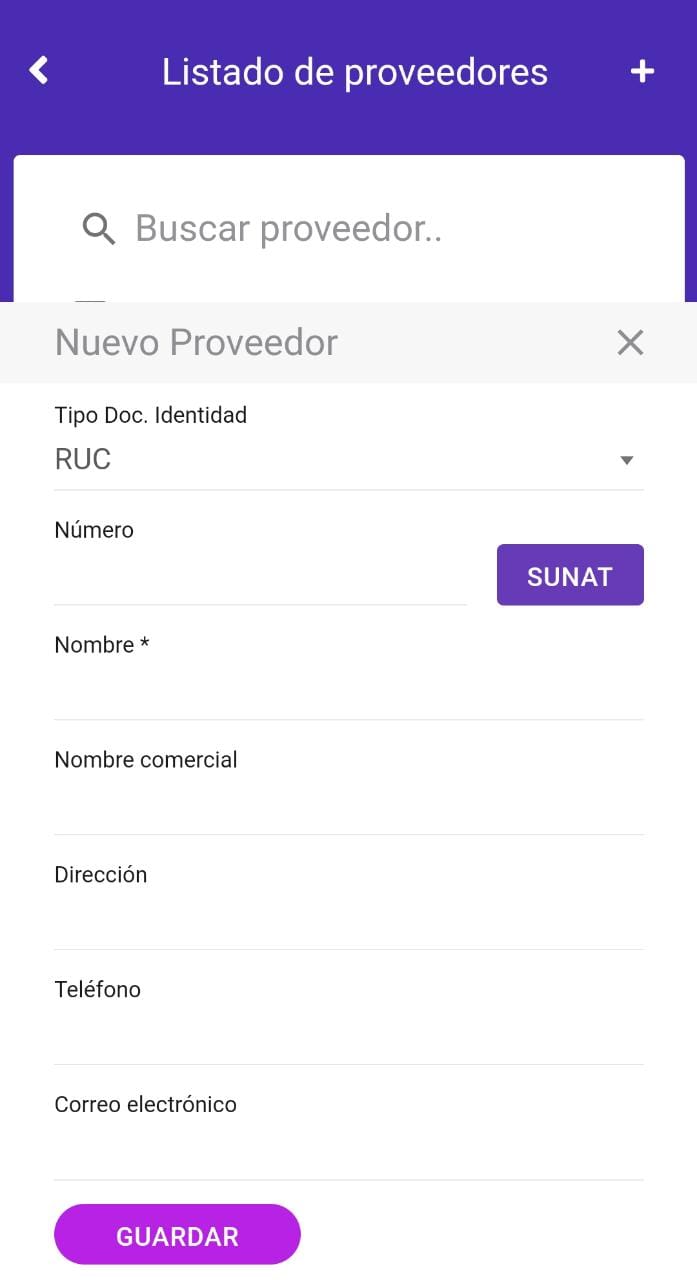 Listado de proveedores
Buscar proveedor..
Nuevo Proveedor
Tipo Doc. Identidad
RUC
Número
SUNAT
Nombre *
Nombre comercial
Dirección
Teléfono
Correo electrónico
GUARDAR